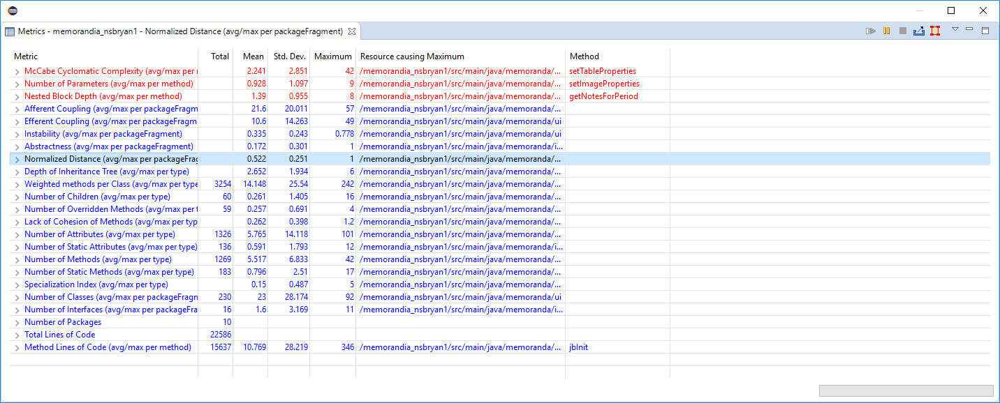 Metrics - memorandia_nsbryan1 - Normalized Distance (avg/max per packageFragment)
Metric Total Mean Std. Dev. Maximum Resource causing Maximum Method
McCabe Cyclomatic Complexity (avg/max per 2.241 2.851 42 /memorandia_nsbryan1/src/main/java/memoranda/... setTableProperties
Number of Parameters (avg/max per method) 0.928 1.097 9 /memorandia_nsbryan1/src/main/java/memoranda/... setImageProperties
Nested Block Depth (avg/max per method) 1.39 0.955 8 /memorandia_nsbryan1/src/main/java/memoranda/... getNotesForPeriod
Afferent Coupling (avg/max per packageFragm 21.6 20.011 57 /memorandia_nsbryan1/src/main/java/memoranda/...
Efferent Coupling (avg/max per packageFragm 10.6 14.263 49 /memorandia_nsbryan1/src/main/java/memoranda/ui
Instability (avg/max per packageFragment) 0.335 0.243 0.778 /memorandia_nsbryan1/src/main/java/memoranda/ui
Abstractness (avg/max per packageFragment) 0.172 0.301 1 /memorandia_nsbryan1/src/main/java/memoranda/i...
Normalized Distance (avg/max per packageFrag 0.522 0.251 1 /memorandia_nsbryan1/src/main/java/memoranda/...
Depth of Inheritance Tree (avg/max per type) 2.652 1.934 6 /memorandia_nsbryan1/src/main/java/memoranda/...
Weighted methods per Class (avg/max per type 3254 14.148 25.54 242 /memorandia_nsbryan1/src/main/java/memoranda/...
Number of Children (avg/max per type) 60 0.261 1.405 16 /memorandia_nsbryan1/src/main/java/memoranda/...
Number of Overridden Methods (avg/max per t 59 0.257 0.691 4 /memorandia_nsbryan1/src/main/java/memoranda/...
Lack of Cohesion of Methods (avg/max per typ 0.262 0.398 1.2 /memorandia_nsbryan1/src/main/java/memoranda/...
Number of Attributes (avg/max per type) 1326 5.765 14.118 101 /memorandia_nsbryan1/src/main/java/memoranda/...
Number of Static Attributes (avg/max per type) 136 0.591 1.793 12 /memorandia_nsbryan1/src/main/java/memoranda/i...
Number of Methods (avg/max per type) 1269 5.517 6.833 42 /memorandia_nsbryan1/src/main/java/memoranda/...
Number of Static Methods (avg/max per type) 183 0.796 2.51 17 /memorandia_nsbryan1/src/main/java/memoranda/...
Specialization Index (avg/max per type) 0.15 0.487 5 /memorandia_nsbryan1/src/main/java/memoranda/...
Number of Classes (avg/max per packageFragn 230 23 28.174 92 /memorandia_nsbryan1/src/main/java/memoranda/ui
Number of Interfaces (avg/max per packageFra 16 1.6 3.169 11 /memorandia_nsbryan1/src/main/java/memoranda/i...
Number of Packages 10
Total Lines of Code 22586
Method Lines of Code (avg/max per method) 15637 10.769 28.219 346 /memorandia_nsbryan1/src/main/java/memoranda/... jbInit